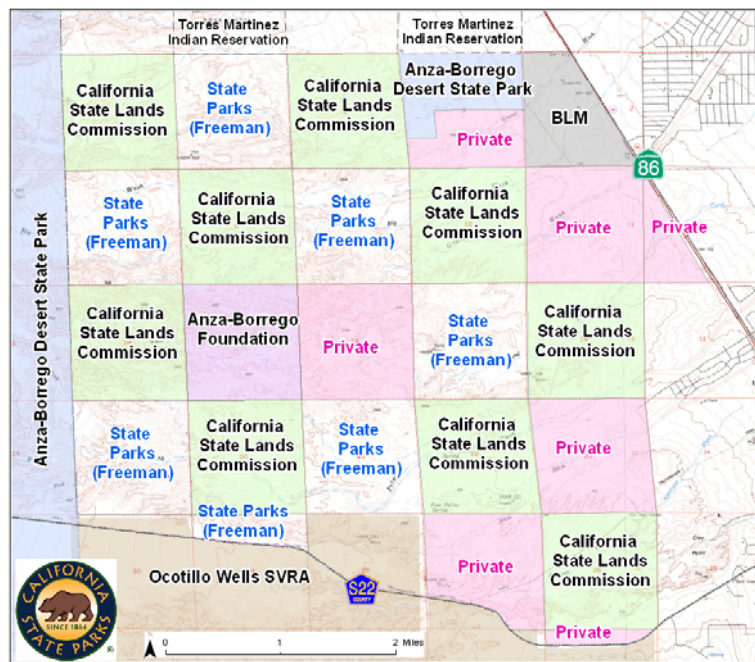 Torres Martinez
Indian Reservation
Torres Martinez
Indian Reservation
California
State Lands
Commission
State
Parks
(Freeman)
California
State Lands
Commission
Anza-Borrego
Desert State Park
Private
BLM
86
State
Parks
(Freeman)
California
State Lands
Commission
State
Parks
(Freeman)
California
State Lands
Commission
Private
Private
Anza-Borrego Desert State Park
California
State Lands
Commission
Anza-Borrego
Foundation
Private
State
Parks
(Freeman)
California
State Lands
Commission
State
Parks
(Freeman)
California
State Lands
Commission
State
Parks
(Freeman)
California
State Lands
Commission
Private
State Parks
(Freeman)
Ocotillo Wells SVRA
S22
COUNTY
Private
California
State Lands
Commission
Private
CALIFORNIA
SINCE 1864
STATE PARKS
®
0 1 2 Miles